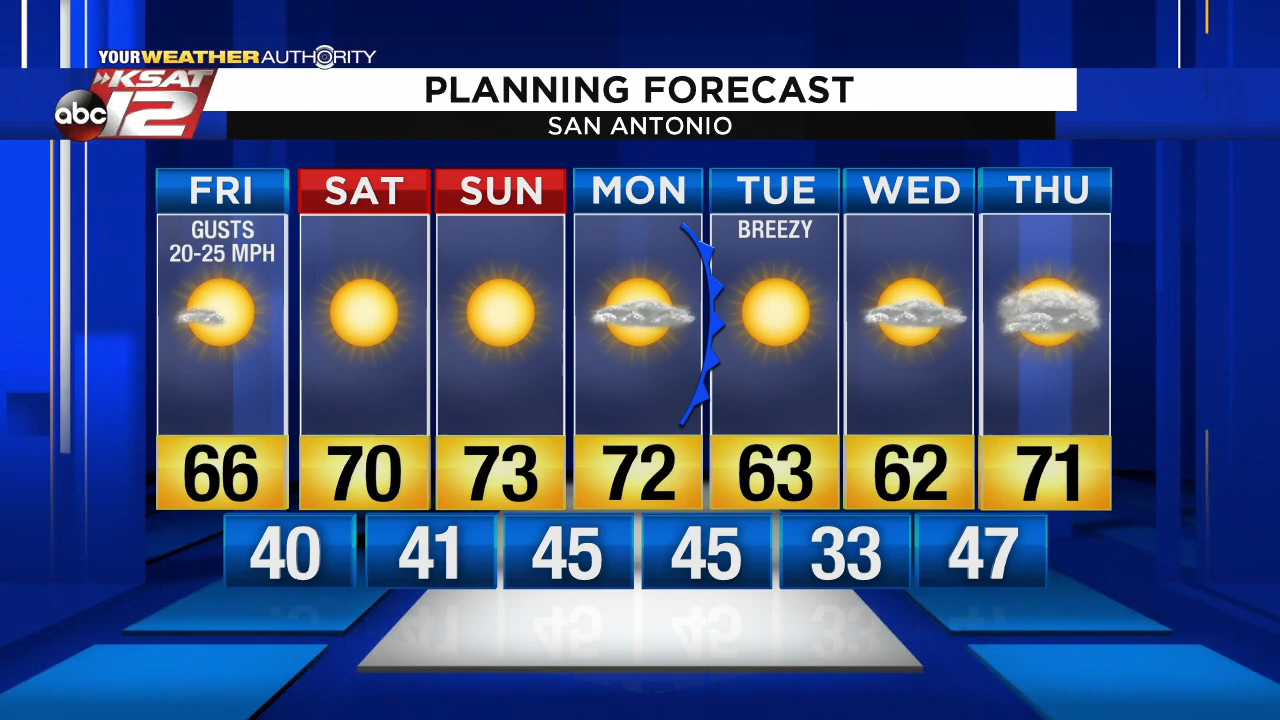 YOURWEATHERAUTHORITY
KSAT
abc
12
PLANNING FORECAST
SAN ANTONIO
FRI SAT SUN MON TUE WED THU
GUSTS
20-25 MPH
BREEZY
66 70 73 72 63 62 71
40 41 45 45 33 47